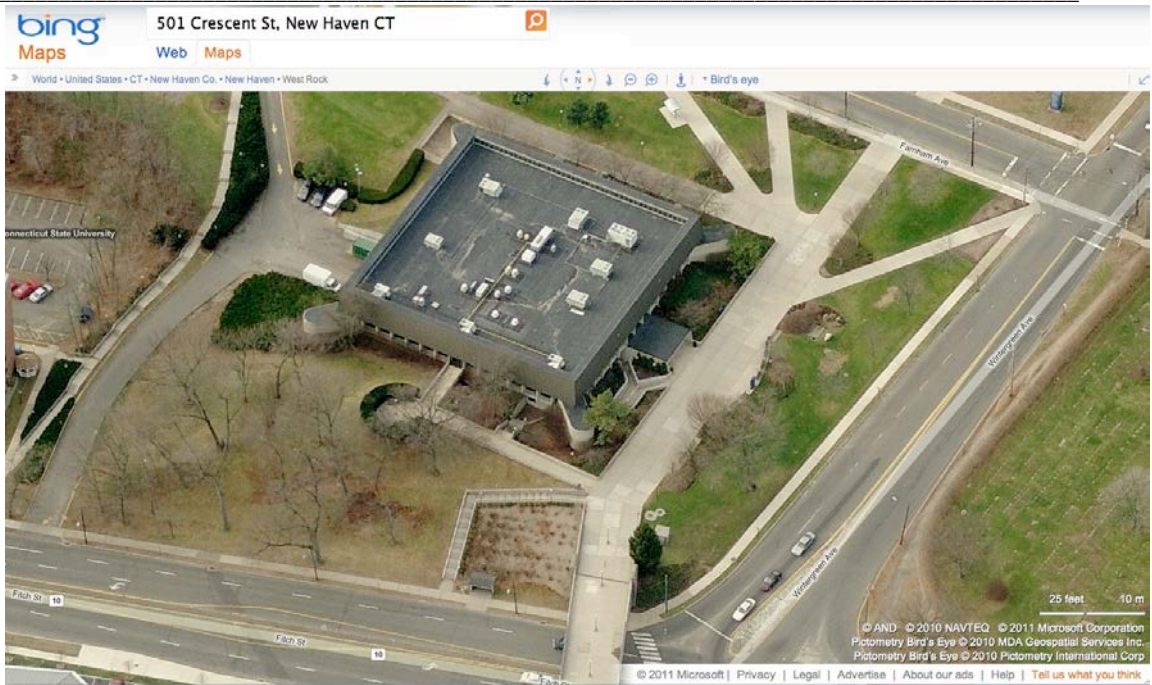 bing
Maps
501 Crescent St, New Haven CT
Web Maps
World • United States • CT • New Haven Co. • New Haven • West Rock
N
Bird's eye
Farnham Ave
onnecticut State University
Wintergreen Ave
Wintergreen Ave
Fitch St 10
Fitch St
10
25 feet 10 m
© AND © 2010 NAVTEQ © 2011 Microsoft Corporation
Pictometry Bird's Eye © 2010 MDA Geospatial Services Inc.
Pictometry Bird's Eye © 2010 Pictometry International Corp
© 2011 Microsoft | Privacy | Legal | Advertise | About our ads | Help | Tell us what you think